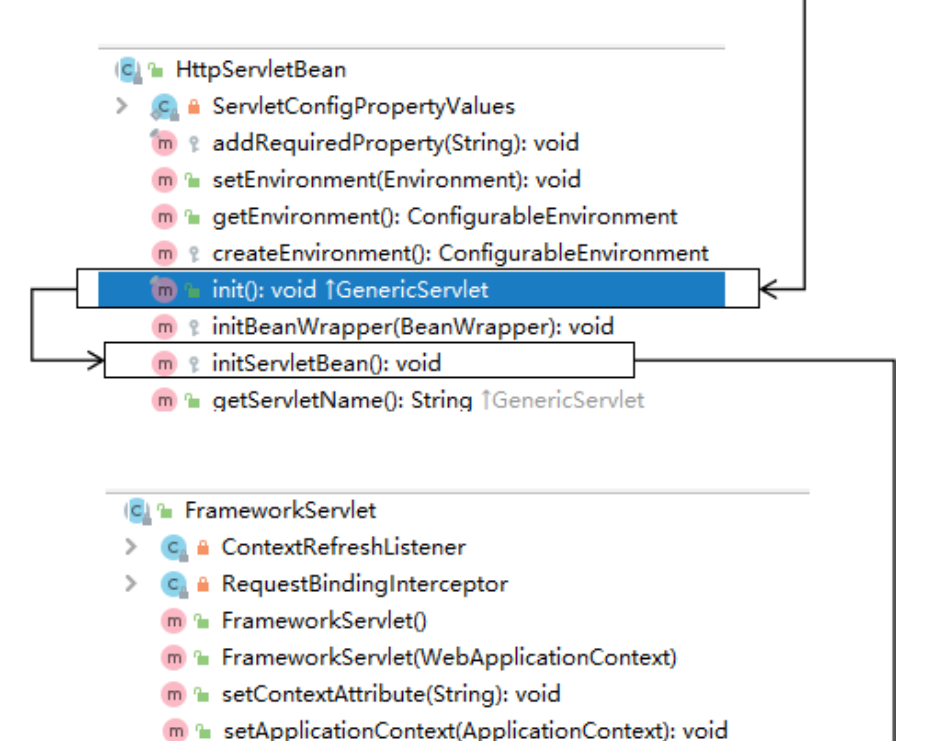 HttpServletBean
ServletConfigPropertyValues
addRequiredProperty(String): void
setEnvironment(Environment): void
getEnvironment(): ConfigurableEnvironment
createEnvironment(): ConfigurableEnvironment
init(): void ↑GenericServlet
initBeanWrapper(BeanWrapper): void
initServletBean(): void
getServletName(): String ↑GenericServlet
FrameworkServlet
ContextRefreshListener
RequestBindingInterceptor
FrameworkServlet()
FrameworkServlet(WebApplicationContext)
setContextAttribute(String): void
setApplicationContext(ApplicationContext): void